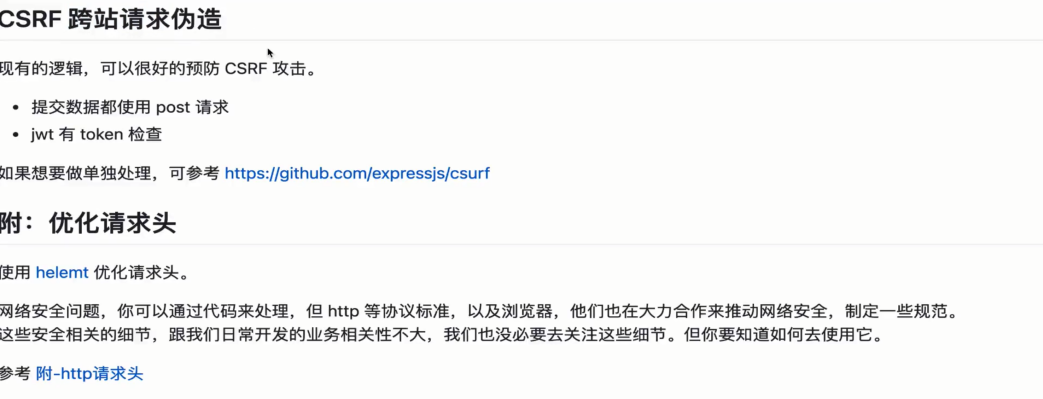 CSRF 跨站请求伪造
现有的逻辑，可以很好的预防 CSRF 攻击。
• 提交数据都使用 post 请求
• jwt 有 token 检查
如果想要做单独处理，可参考 https://github.com/expressjs/csurf
附：优化请求头
使用 helemt 优化请求头。
网络安全问题，你可以通过代码来处理，但 http 等协议标准，以及浏览器，他们也在大力合作来推动网络安全，制定一些规范。
这些安全相关的细节，跟我们日常开发的业务相关性不大，我们也没必要去关注这些细节。但你要知道如何去使用它。
参考 附-http请求头